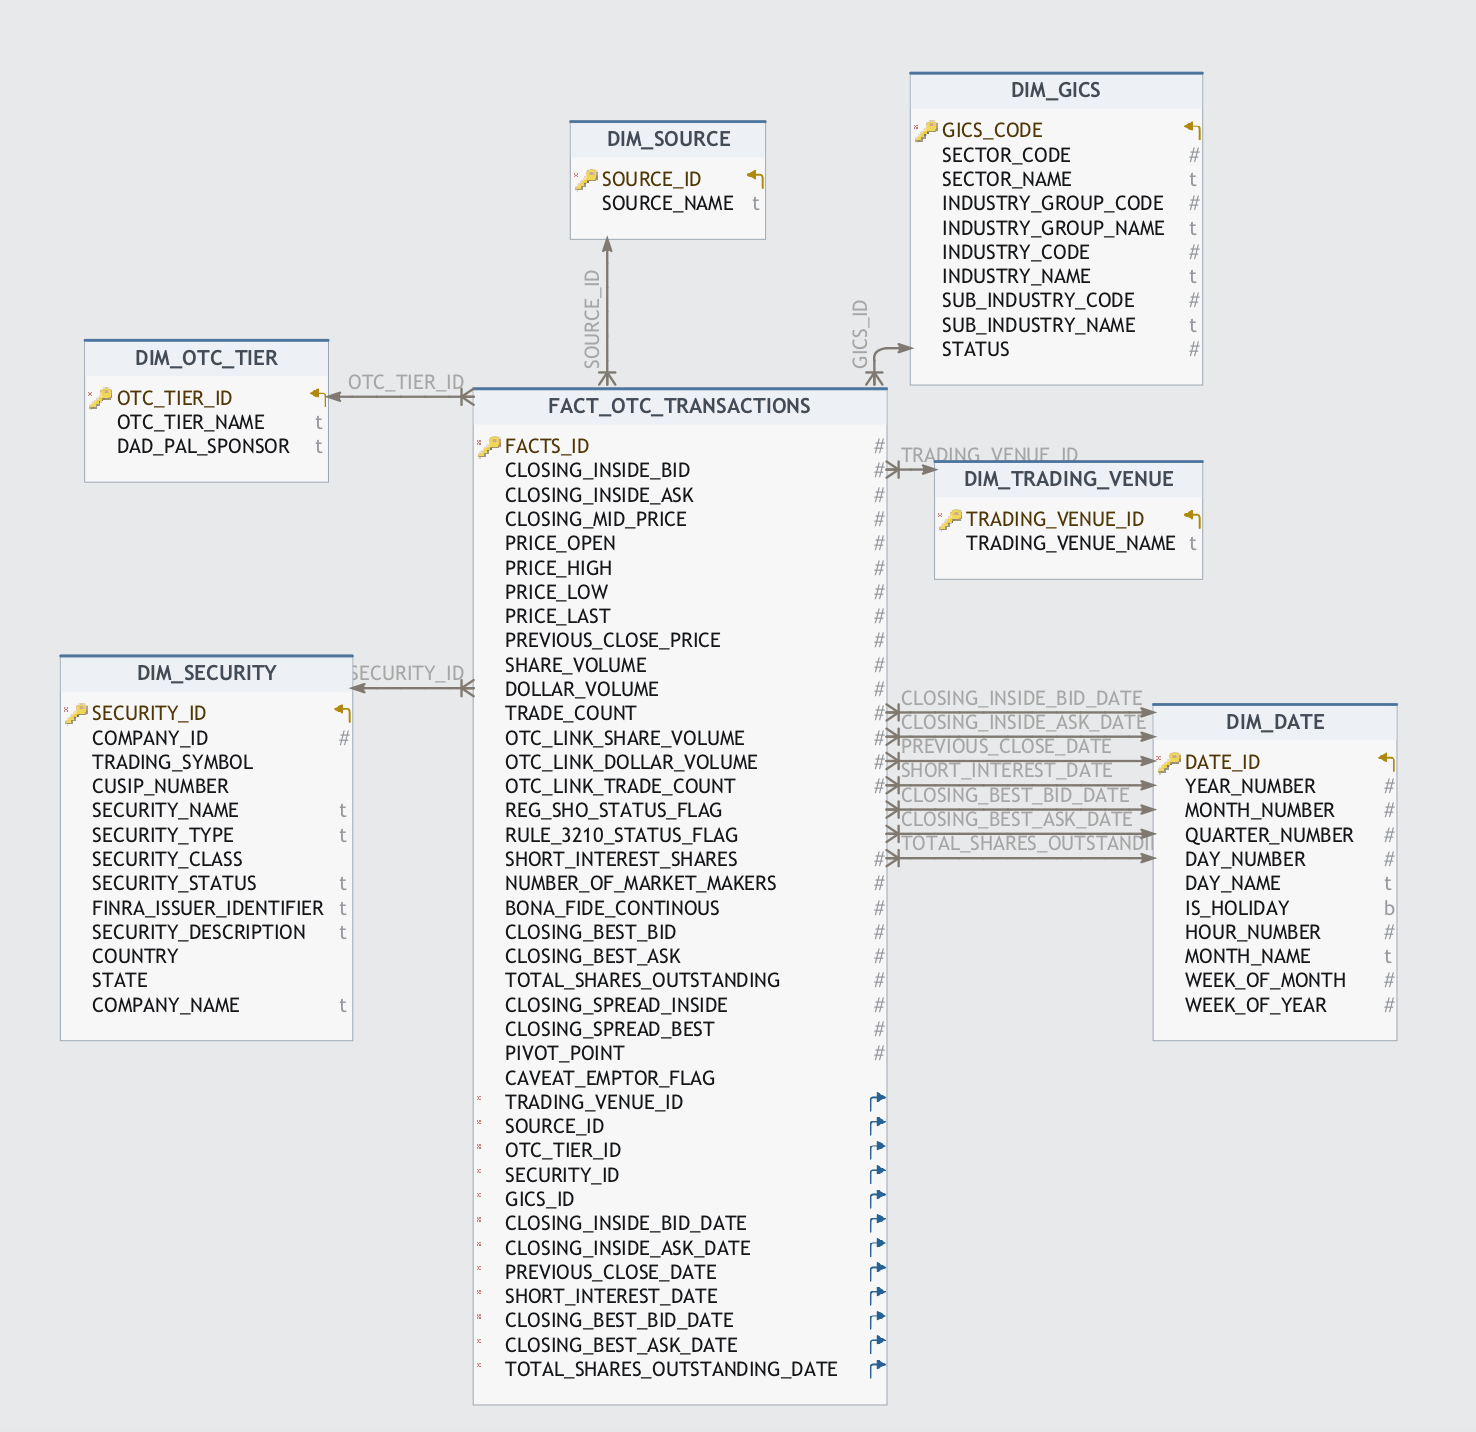 DIM_GICS
GICS_CODE
SECTOR_CODE #
SECTOR_NAME t
INDUSTRY_GROUP_CODE #
INDUSTRY_GROUP_NAME t
INDUSTRY_CODE #
INDUSTRY_NAME t
SUB_INDUSTRY_CODE #
SUB_INDUSTRY_NAME t
STATUS #
DIM_SOURCE
SOURCE_ID
SOURCE_NAME t
SOURCE_ID
GICS_ID
DIM_OTC_TIER
OTC_TIER_ID
OTC_TIER_NAME t
DAD_PAL_SPONSOR t
OTC_TIER_ID
FACT_OTC_TRANSACTIONS
FACTS_ID #
CLOSING_INSIDE_BID #
CLOSING_INSIDE_ASK #
CLOSING_MID_PRICE #
PRICE_OPEN #
PRICE_HIGH #
PRICE_LOW #
PRICE_LAST #
PREVIOUS_CLOSE_PRICE #
SHARE_VOLUME #
DOLLAR_VOLUME #
TRADE_COUNT #
OTC_LINK_SHARE_VOLUME #
OTC_LINK_DOLLAR_VOLUME #
OTC_LINK_TRADE_COUNT #
REG_SHO_STATUS_FLAG
RULE_3210_STATUS_FLAG
SHORT_INTEREST_SHARES #
NUMBER_OF_MARKET_MAKERS #
BONA_FIDE_CONTINOUS #
CLOSING_BEST_BID #
CLOSING_BEST_ASK #
TOTAL_SHARES_OUTSTANDING #
CLOSING_SPREAD_INSIDE #
CLOSING_SPREAD_BEST #
PIVOT_POINT #
CAVEAT_EMPTOR_FLAG
TRADING_VENUE_ID
SOURCE_ID
OTC_TIER_ID
SECURITY_ID
GICS_ID
CLOSING_INSIDE_BID_DATE
CLOSING_INSIDE_ASK_DATE
PREVIOUS_CLOSE_DATE
SHORT_INTEREST_DATE
CLOSING_BEST_BID_DATE
CLOSING_BEST_ASK_DATE
TOTAL_SHARES_OUTSTANDING_DATE
TRADING_VENUE_ID
DIM_TRADING_VENUE
TRADING_VENUE_ID
TRADING_VENUE_NAME t
DIM_SECURITY
SECURITY_ID
COMPANY_ID #
TRADING_SYMBOL
CUSIP_NUMBER
SECURITY_NAME t
SECURITY_TYPE t
SECURITY_CLASS
SECURITY_STATUS t
FINRA_ISSUER_IDENTIFIER t
SECURITY_DESCRIPTION t
COUNTRY
STATE
COMPANY_NAME t
SECURITY_ID
CLOSING_INSIDE_BID_DATE
CLOSING_INSIDE_ASK_DATE
PREVIOUS_CLOSE_DATE
SHORT_INTEREST_DATE
CLOSING_BEST_BID_DATE
CLOSING_BEST_ASK_DATE
DIM_DATE
DATE_ID
YEAR_NUMBER #
MONTH_NUMBER #
QUARTER_NUMBER #
DAY_NUMBER #
DAY_NAME t
IS_HOLIDAY b
HOUR_NUMBER #
MONTH_NAME t
WEEK_OF_MONTH #
WEEK_OF_YEAR #